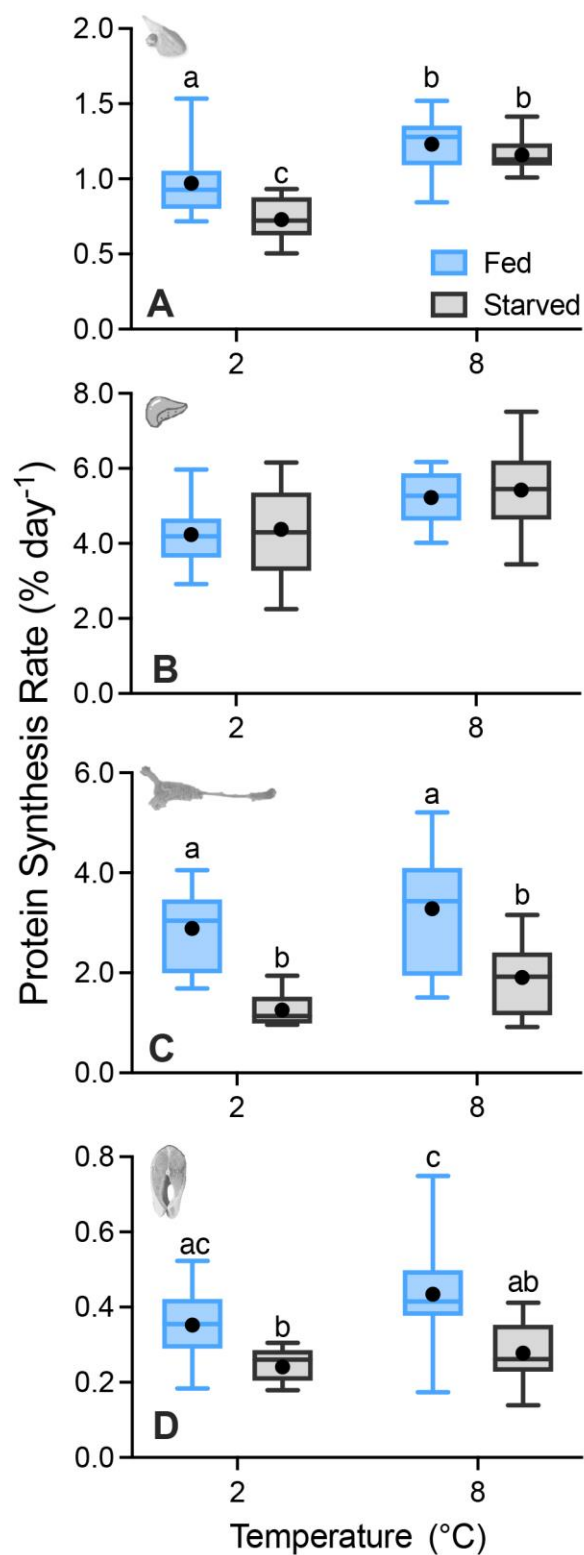 Protein Synthesis Rate (% day⁻¹)
2.0
1.5
1.0
0.5
0.0
a
c
b
b
Fed
Starved
A
2
8
8.0
6.0
4.0
2.0
0.0
B
2
8
6.0
4.0
2.0
0.0
a
b
a
b
C
2
8
0.8
0.6
0.4
0.2
0.0
ac
b
c
ab
D
2
8
Temperature (°C)